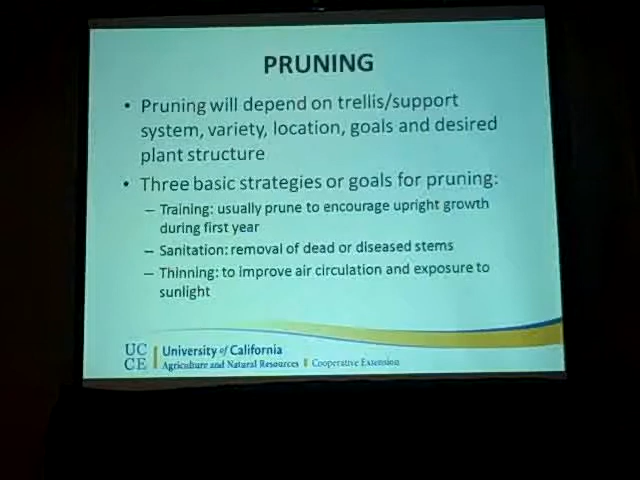 PRUNING
• Pruning will depend on trellis/support
system, variety, location, goals and desired
plant structure
• Three basic strategies or goals for pruning:
– Training: usually prune to encourage upright growth
during first year
– Sanitation: removal of dead or diseased stems
– Thinning: to improve air circulation and exposure to
sunlight
UC
CE
University of California
Agriculture and Natural Resources Cooperative Extension